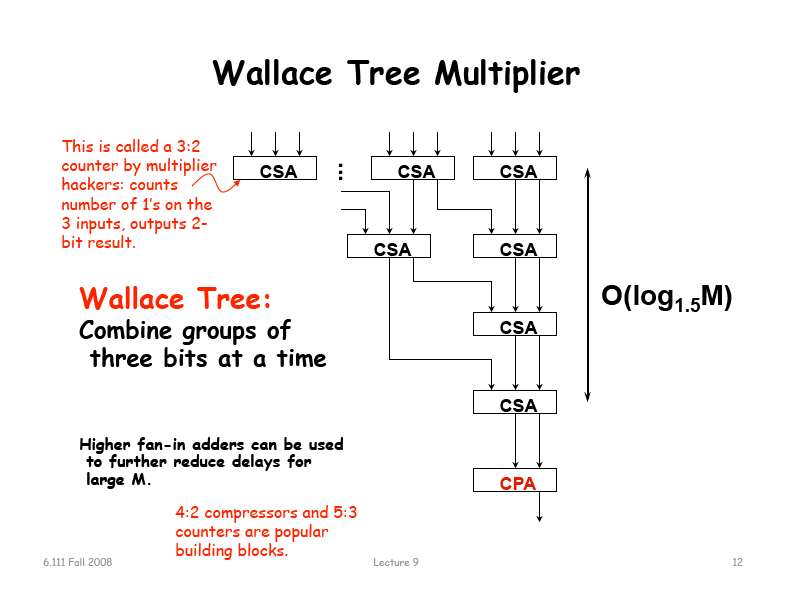 Wallace Tree Multiplier
This is called a 3:2
counter by multiplier
hackers: counts
number of 1's on the
3 inputs, outputs 2-
bit result.
CSA
⋮
CSA
CSA
CSA
CSA
O(log1.5M)
Wallace Tree:
Combine groups of
three bits at a time
CSA
CSA
Higher fan-in adders can be used
to further reduce delays for
large M.
CPA
4:2 compressors and 5:3
counters are popular
building blocks.
6.111 Fall 2008
Lecture 9
12